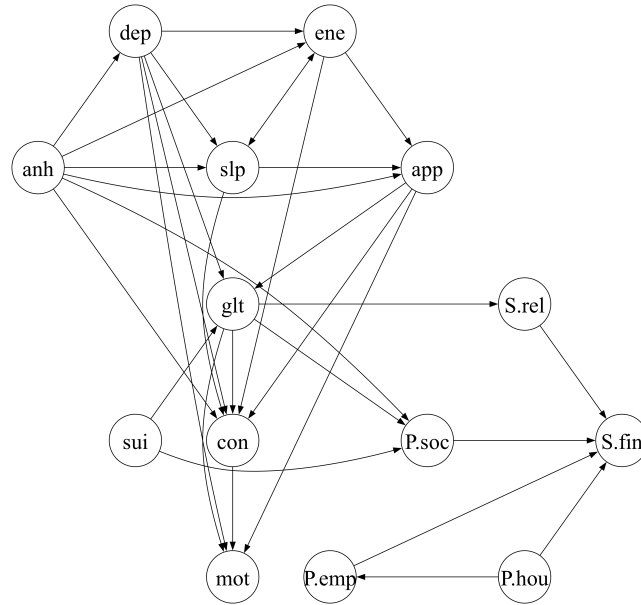 dep ene
anh slp app
glt S.rel
sui con P.soc S.fin
mot P.emp P.hou